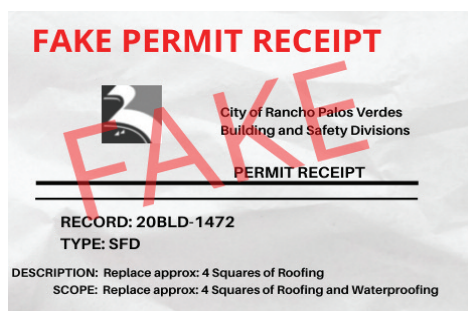 FAKE PERMIT RECEIPT
FAKE
City of Rancho Palos Verdes
Building and Safety Divisions
PERMIT RECEIPT
RECORD: 20BLD-1472
TYPE: SFD
DESCRIPTION: Replace approx: 4 Squares of Roofing
SCOPE: Replace approx: 4 Squares of Roofing and Waterproofing